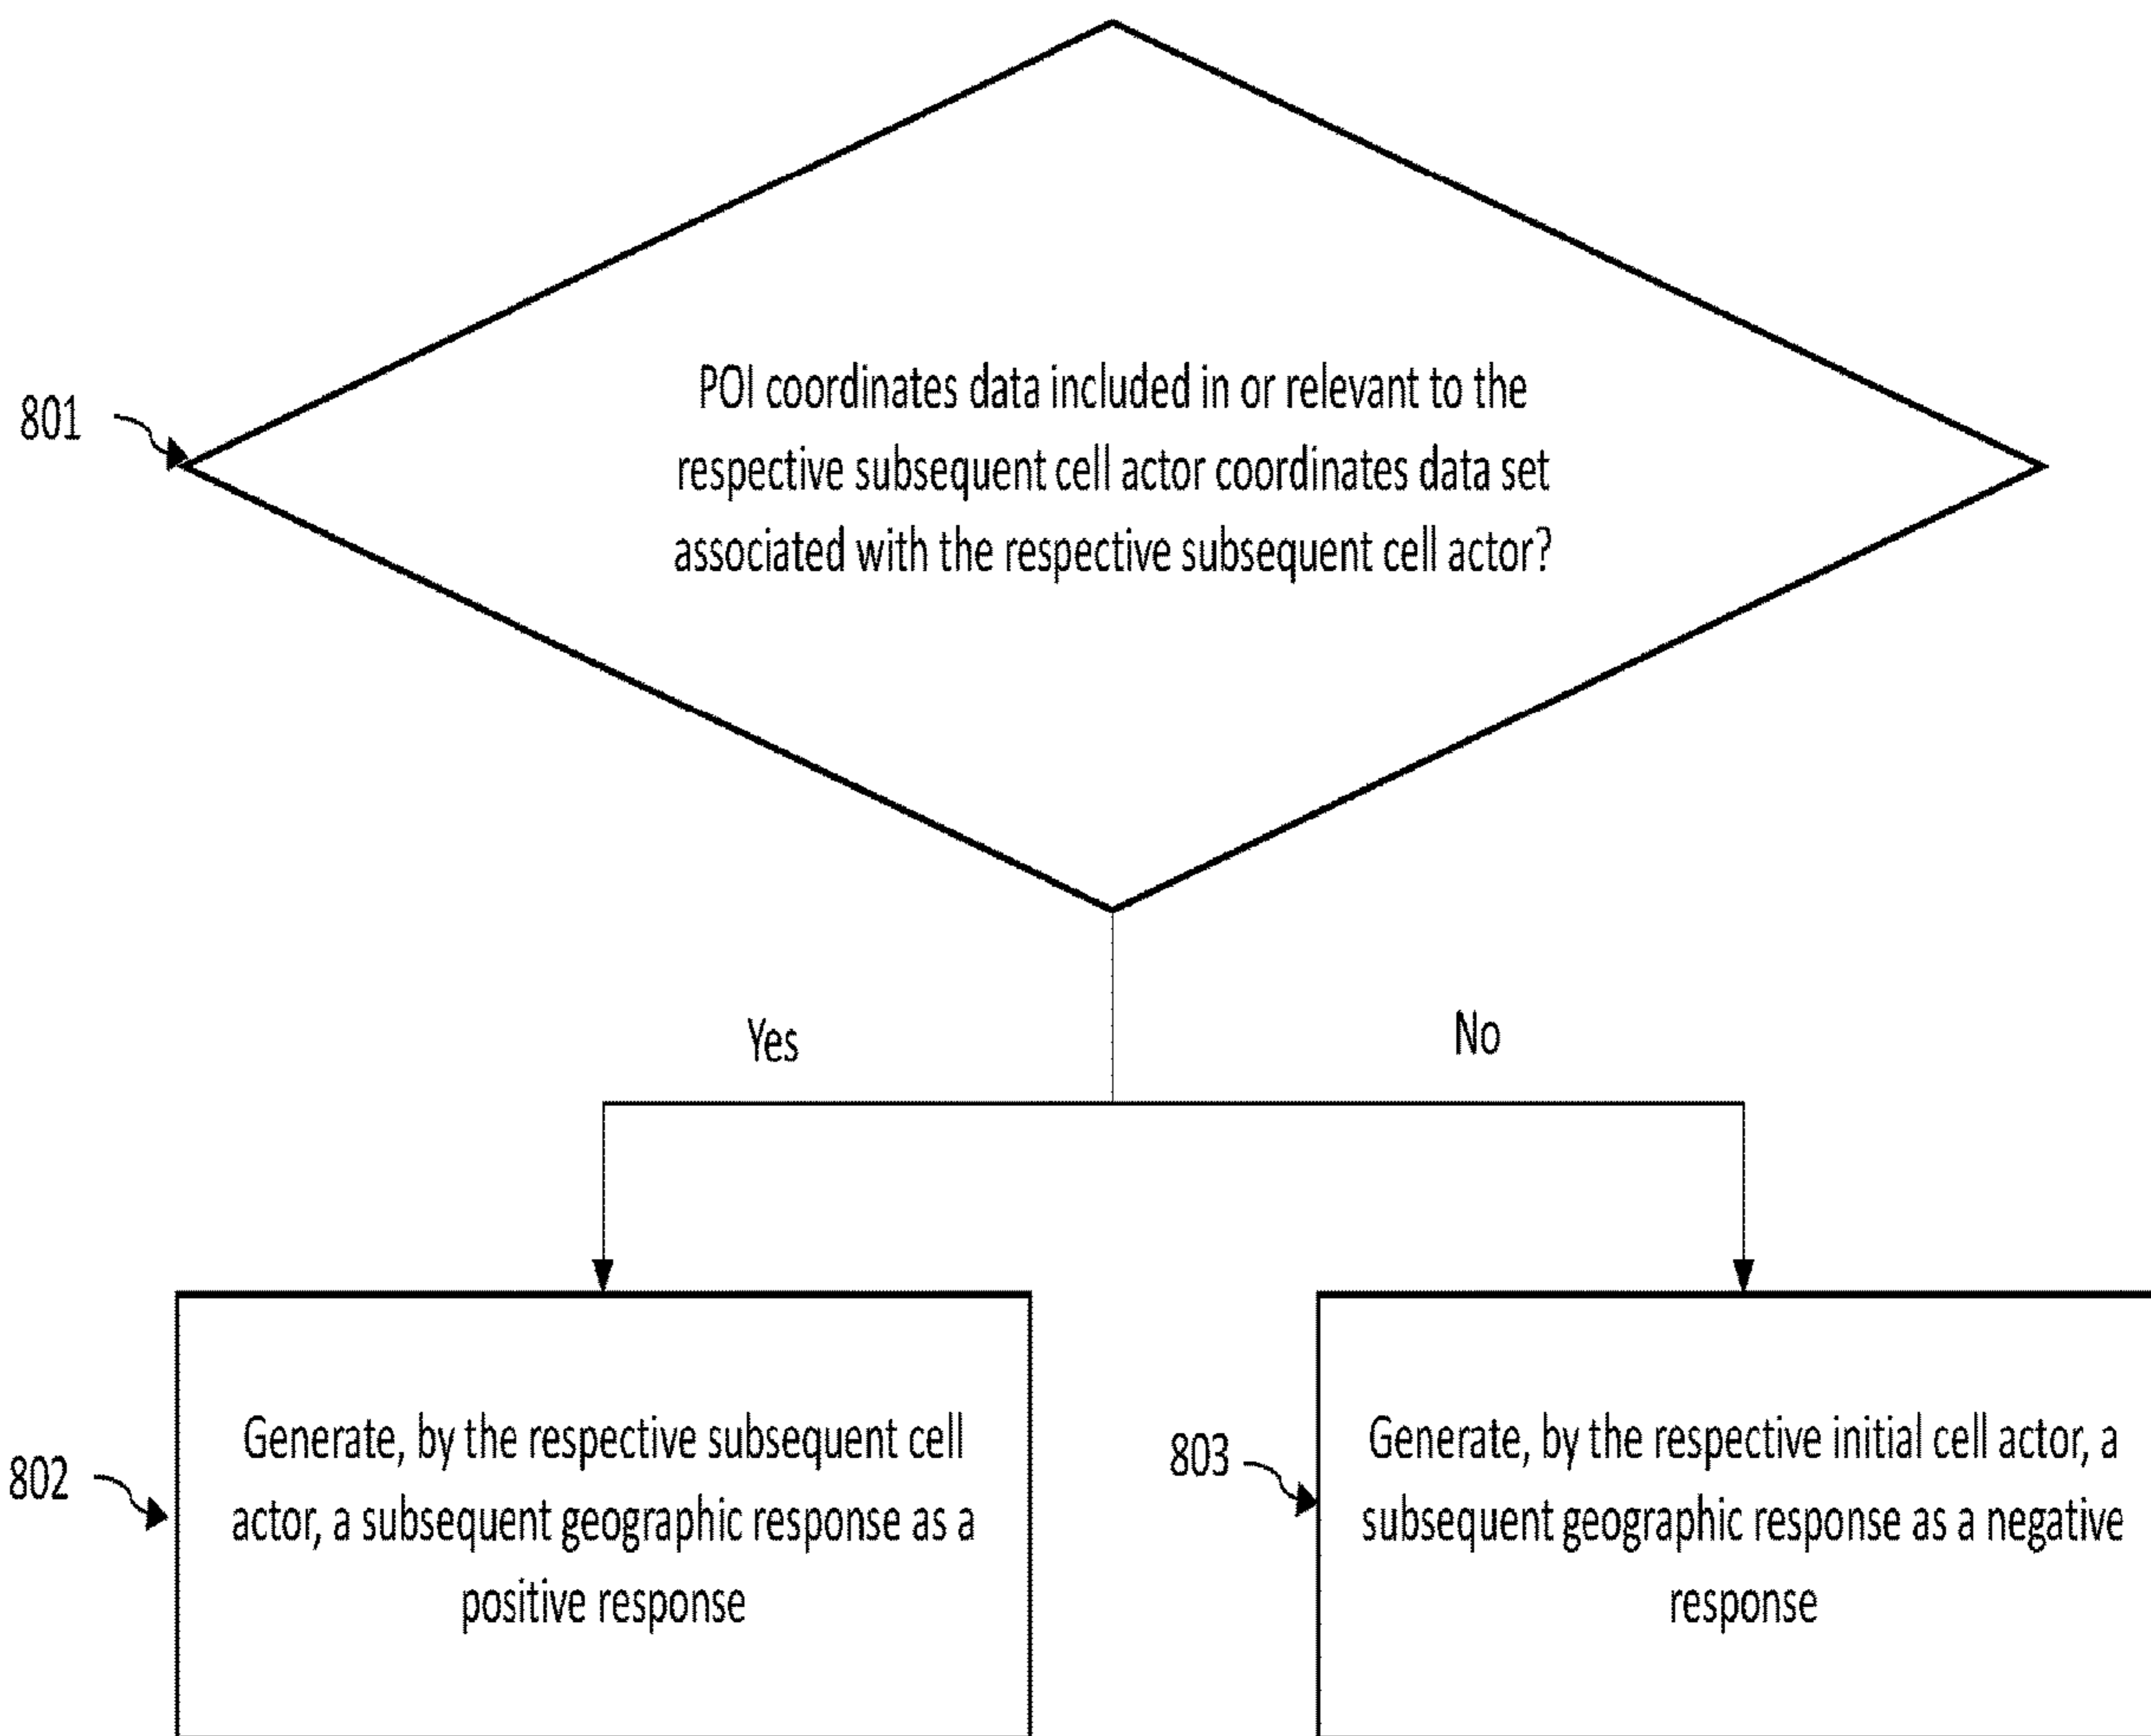 POI coordinates data included in or relevant to the
respective subsequent cell actor coordinates data set
associated with the respective subsequent cell actor?
801
Yes
No
Generate, by the respective subsequent cell
actor, a subsequent geographic response as a
positive response
802
Generate, by the respective initial cell actor, a
subsequent geographic response as a negative
response
803